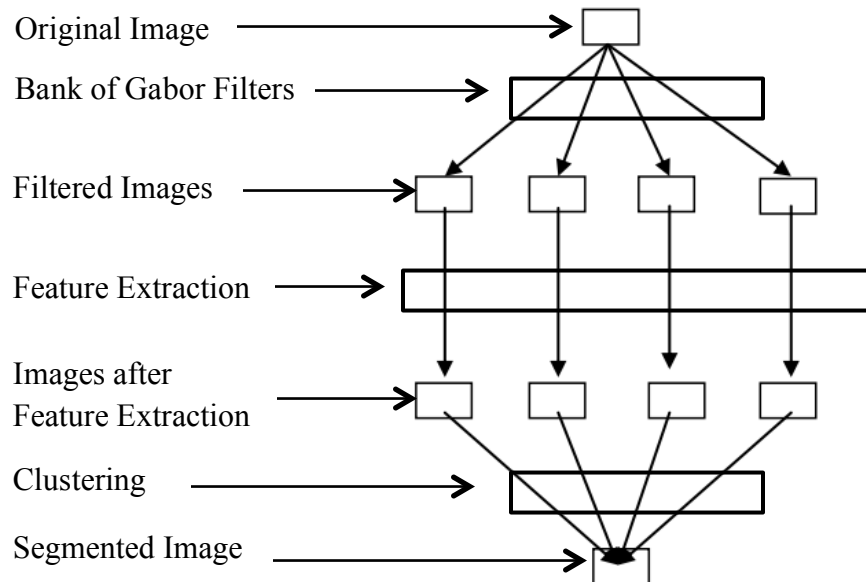 Original Image
Bank of Gabor Filters
Filtered Images
Feature Extraction
Images after
Feature Extraction
Clustering
Segmented Image